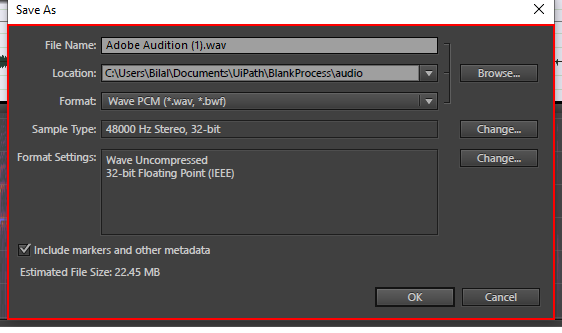 Save As
File Name: Adobe Audition (1).wav
Location: C:\Users\Bilal\Documents\UiPath\BlankProcess\audio Browse...
Format: Wave PCM (*.wav, *.bwf)
Sample Type: 48000 Hz Stereo, 32-bit Change...
Format Settings: Wave Uncompressed Change...
32-bit Floating Point (IEEE)
Include markers and other metadata
Estimated File Size: 22.45 MB
OK Cancel